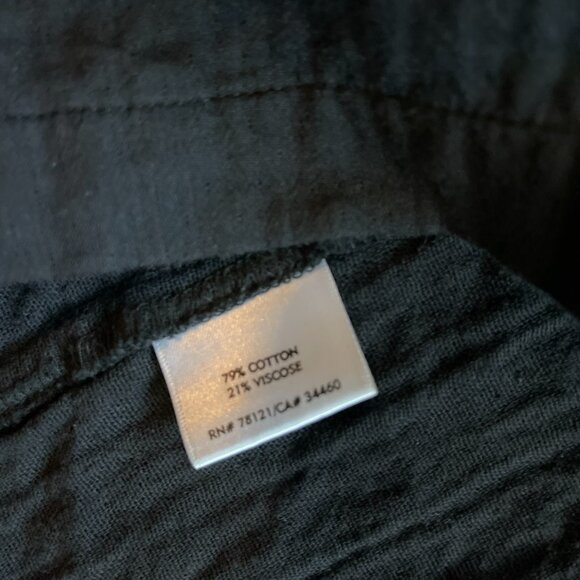 79% COTTON
21% VISCOSE
RN# 78121/CA# 34460